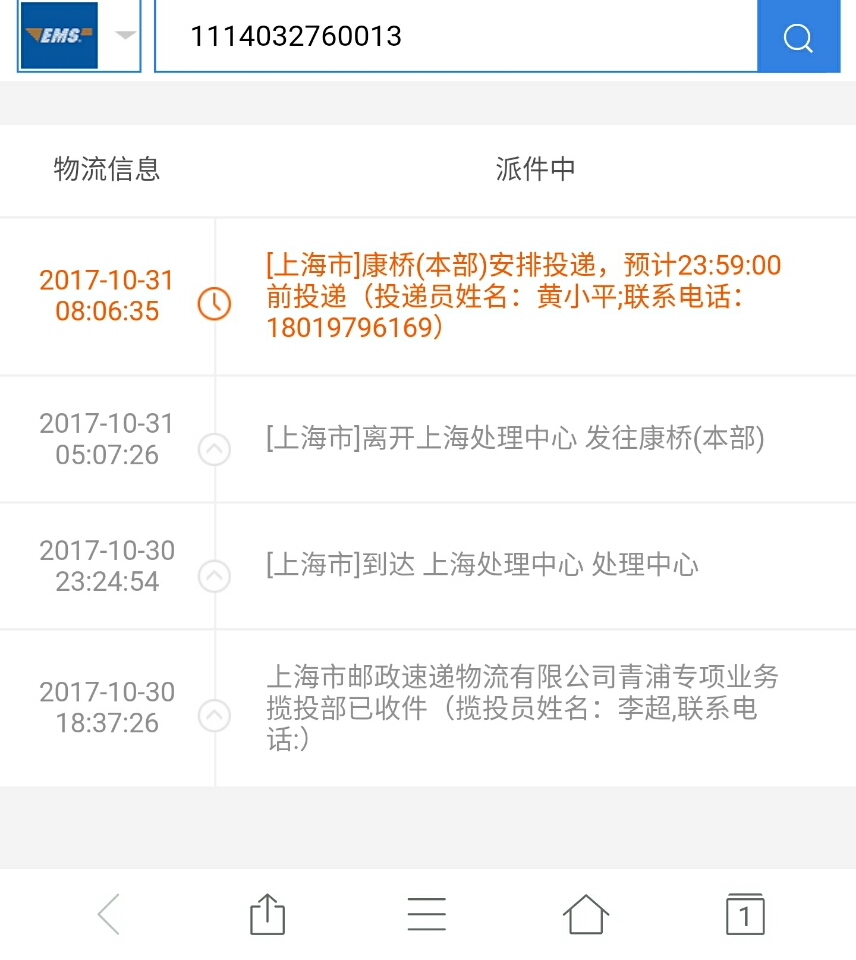 EMS
1114032760013
物流信息 派件中
2017-10-31
08:06:35
[上海市]康桥(本部)安排投递，预计23:59:00
前投递（投递员姓名：黄小平;联系电话：
18019796169）
2017-10-31
05:07:26
[上海市]离开上海处理中心 发往康桥(本部)
2017-10-30
23:24:54
[上海市]到达 上海处理中心 处理中心
2017-10-30
18:37:26
上海市邮政速递物流有限公司青浦专项业务
揽投部已收件（揽投员姓名：李超,联系电
话:）
1